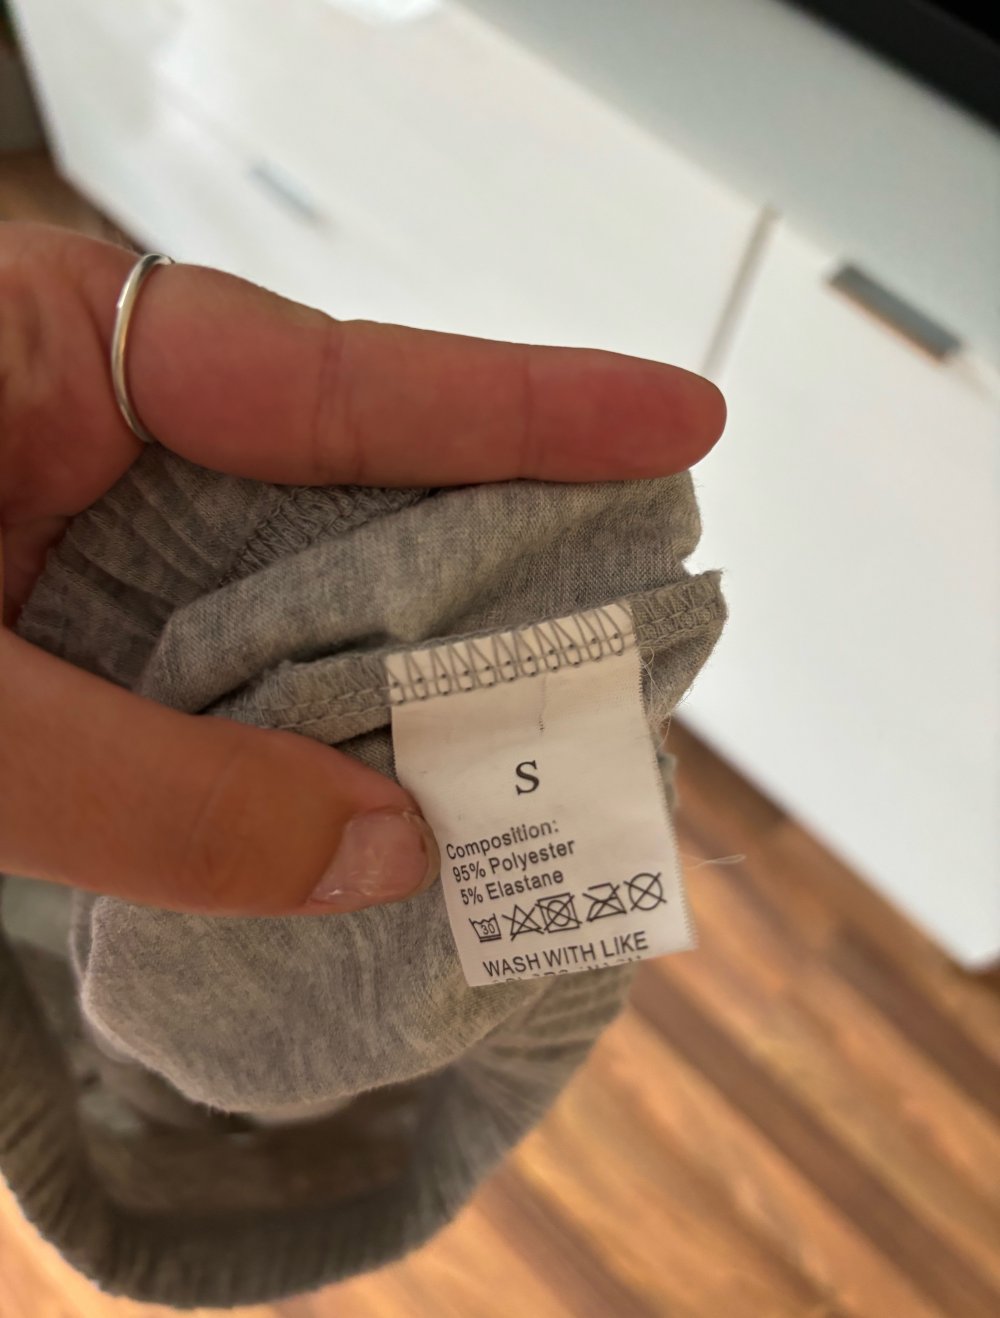 S
Composition:
95% Polyester
5% Elastane
30
WASH WITH LIKE